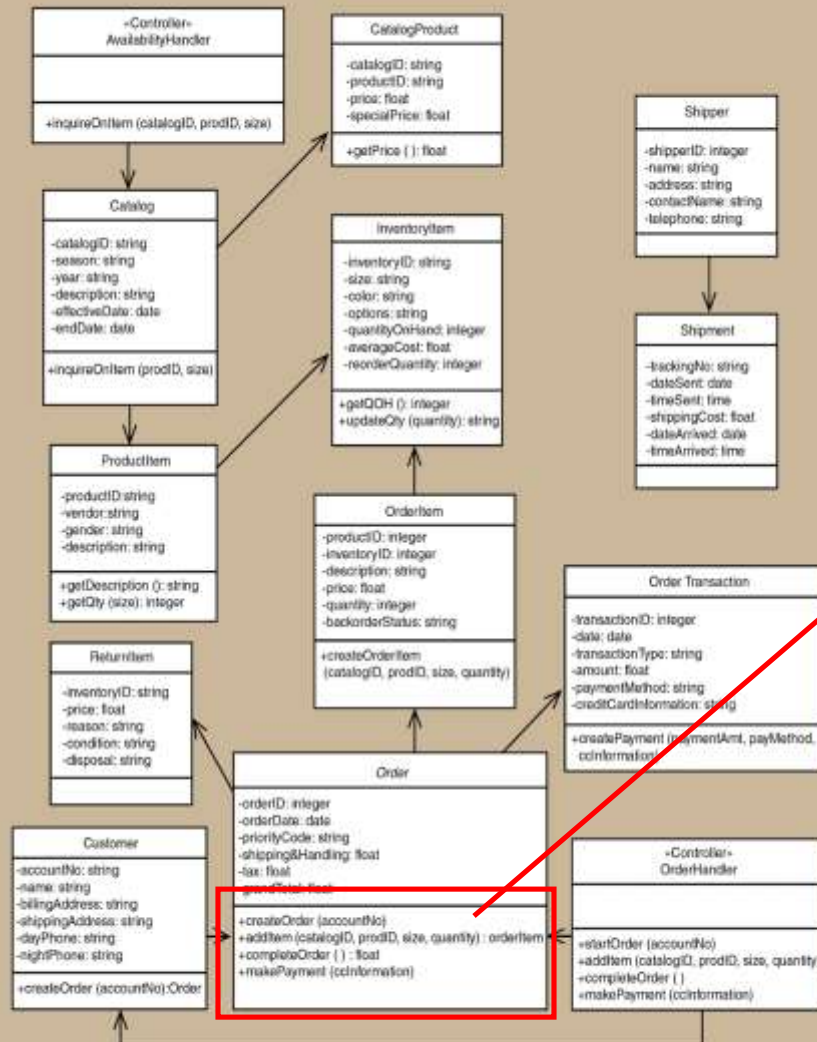 «Controller»
AvailabilityHandler
+inquireOnItem (catalogID, prodID, size)
CatalogProduct
-catalogID: string
-productID: string
-price: float
-specialPrice: float
+getPrice ( ): float
Shipper
-shipperID: integer
-name: string
-address: string
-contactName: string
-telephone: string
Catalog
-catalogID: string
-season: string
-year: string
-description: string
-effectiveDate: date
-endDate: date
+inquireOnItem (prodID, size)
InventoryItem
-inventoryID: string
-size: string
-color: string
-options: string
-quantityOnHand: integer
-averageCost: float
-reorderQuantity: integer
+getQOH (): integer
+updateQty (quantity): string
Shipment
-trackingNo: string
-dateSent: date
-timeSent: time
-shippingCost: float
-dateArrived: date
-timeArrived: time
ProductItem
-productID:string
-vendor:string
-gender: string
-description: string
+getDescription (): string
+getQty (size): integer
OrderItem
-productID: integer
-inventoryID: integer
-description: string
-price: float
-quantity: integer
-backorderStatus: string
+createOrderItem
(catalogID, prodID, size, quantity)
Order Transaction
-transactionID: integer
-date: date
-transactionType: string
-amount: float
-paymentMethod: string
-creditCardInformation: string
+createPayment (paymentAmt, payMethod,
ccInformation)
ReturnItem
-inventoryID: string
-price: float
-reason: string
-condition: string
-disposal: string
Order
-orderID: integer
-orderDate: date
-priorityCode: string
-shipping&Handling: float
-tax: float
-grandTotal: float
+createOrder (accountNo)
+addItem (catalogID, prodID, size, quantity) : orderItem
+completeOrder ( ) : float
+makePayment (ccInformation)
Customer
-accountNo: string
-name: string
-billingAddress: string
-shippingAddress: string
-dayPhone: string
-nightPhone: string
+createOrder (accountNo):Order
«Controller»
OrderHandler
+startOrder (accountNo)
+addItem (catalogID, prodID, size, quantity
+completeOrder ( )
+makePayment (ccInformation)